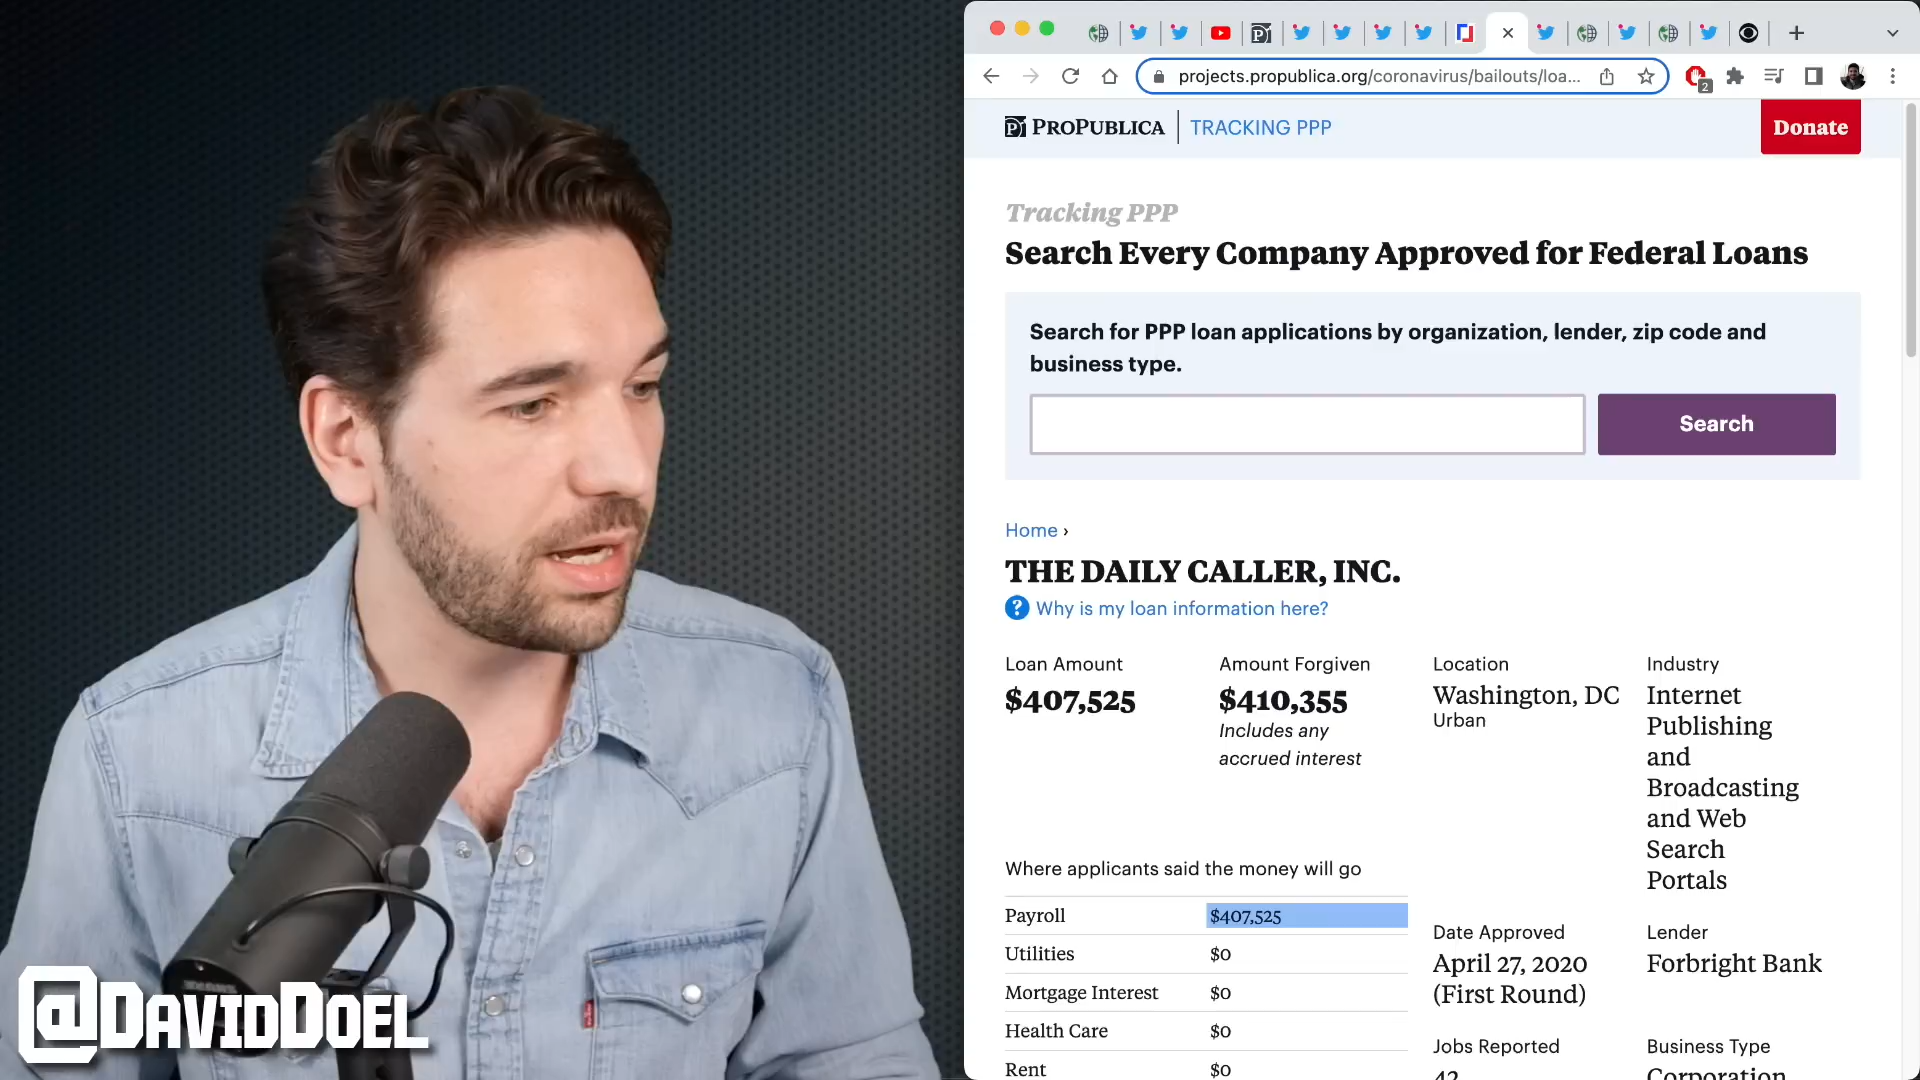 projects.propublica.org/coronavirus/bailouts/loa...
2
PROPUBLICA
TRACKING PPP
Donate
Tracking PPP
Search Every Company Approved for Federal Loans
Search for PPP loan applications by organization, lender, zip code and
business type.
Search
Home ›
THE DAILY CALLER, INC.
? Why is my loan information here?
Loan Amount
$407,525
Amount Forgiven
$410,355
Includes any
accrued interest
Location
Washington, DC
Urban
Industry
Internet
Publishing
and
Broadcasting
and Web
Search
Portals
Where applicants said the money will go
Payroll $407,525
Utilities $0
Mortgage Interest $0
Health Care $0
Rent $0
Date Approved
April 27, 2020
(First Round)
Lender
Forbright Bank
Jobs Reported
42
Business Type
Corporation
@DAVIDDOEL